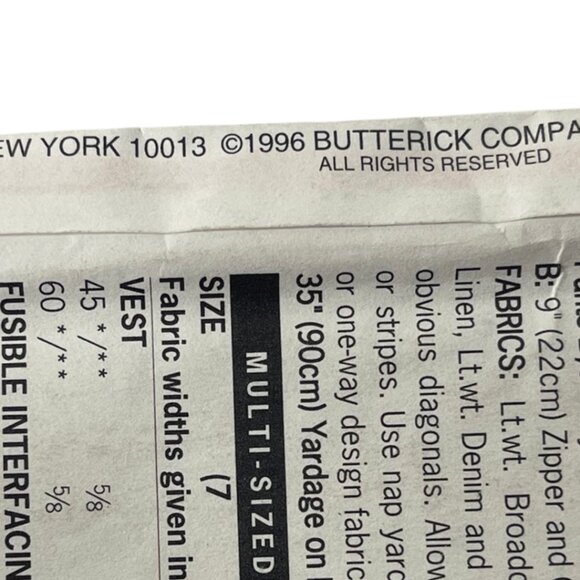 EW YORK 10013 ©1996 BUTTERICK COMPA
ALL RIGHTS RESERVED
B: 9" (22cm) Zipper and
FABRICS: Lt.wt. Broad
Linen, Lt.wt. Denim and
obvious diagonals. Allow
or stripes. Use nap yard
or one-way design fabric
35" (90cm) Yardage on
MULTI-SIZED
SIZE (7
Fabric widths given in
VEST
45 */** 5/8
60 */** 5/8
FUSIBLE INTERFACIN